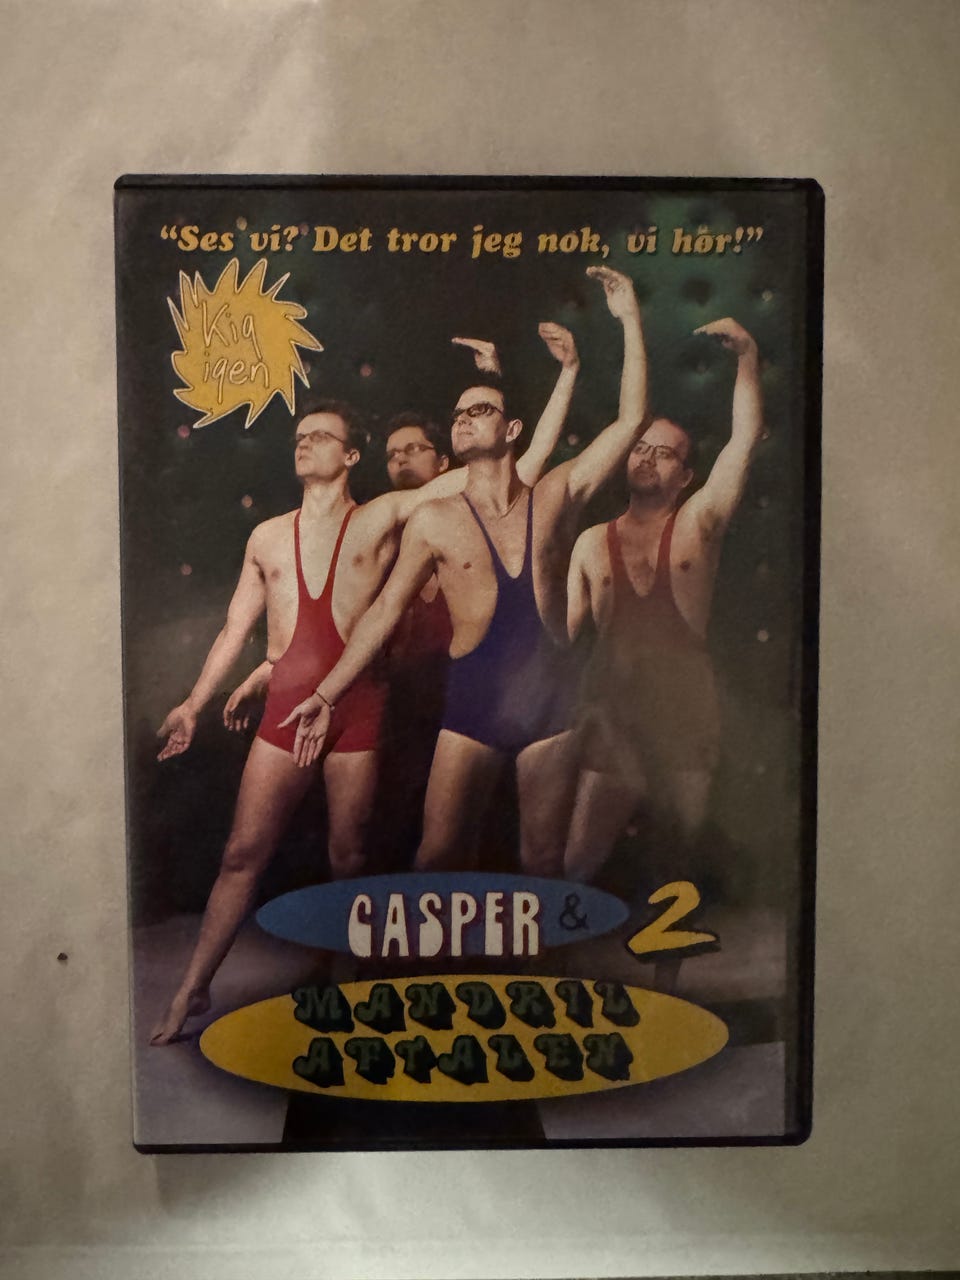 “Ses vi? Det tror jeg nok, vi hør!”
Kig
igen
CASPER & 2
MANDRIL
AFTALEN